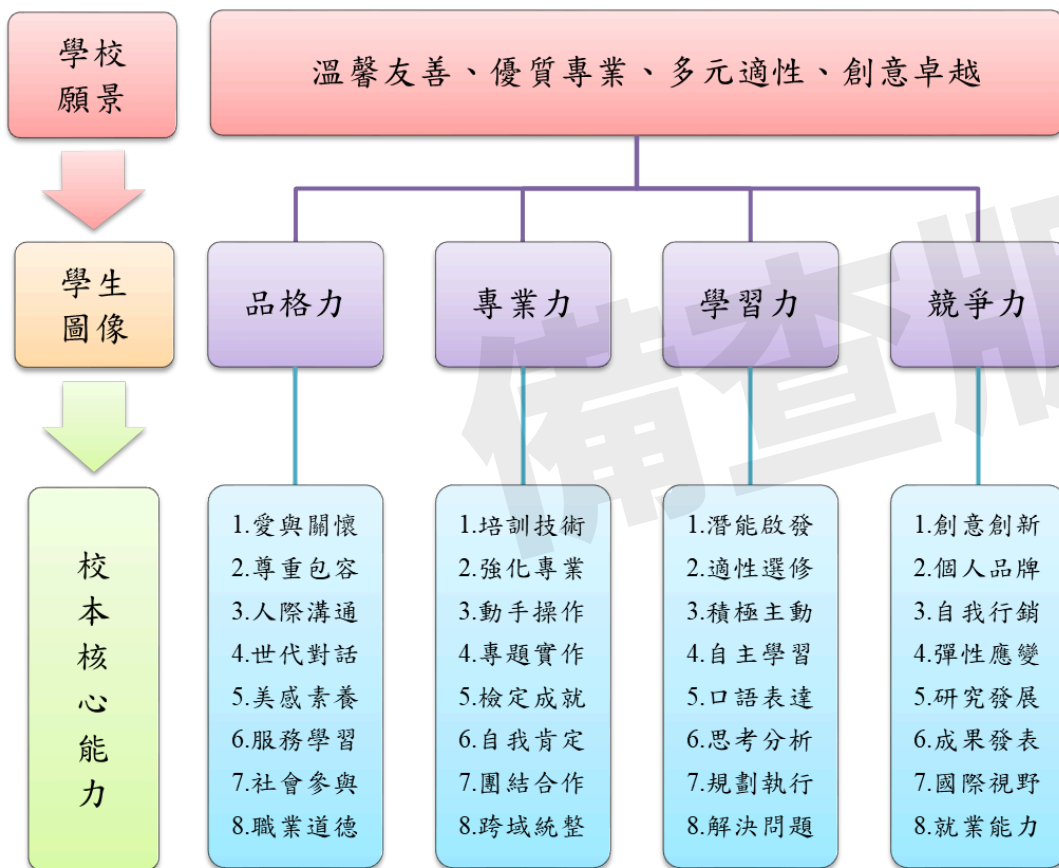 學校
願景
溫馨友善、優質專業、多元適性、創意卓越
學生
圖像
品格力
專業力
學習力
競爭力
校本核心能力
1.愛與關懷
2.尊重包容
3.人際溝通
4.世代對話
5.美感素養
6.服務學習
7.社會參與
8.職業道德
1.培訓技術
2.強化專業
3.動手操作
4.專題實作
5.檢定成就
6.自我肯定
7.團結合作
8.跨域統整
1.潛能啟發
2.適性選修
3.積極主動
4.自主學習
5.口語表達
6.思考分析
7.規劃執行
8.解決問題
1.創意創新
2.個人品牌
3.自我行銷
4.彈性應變
5.研究發展
6.成果發表
7.國際視野
8.就業能力
備查版